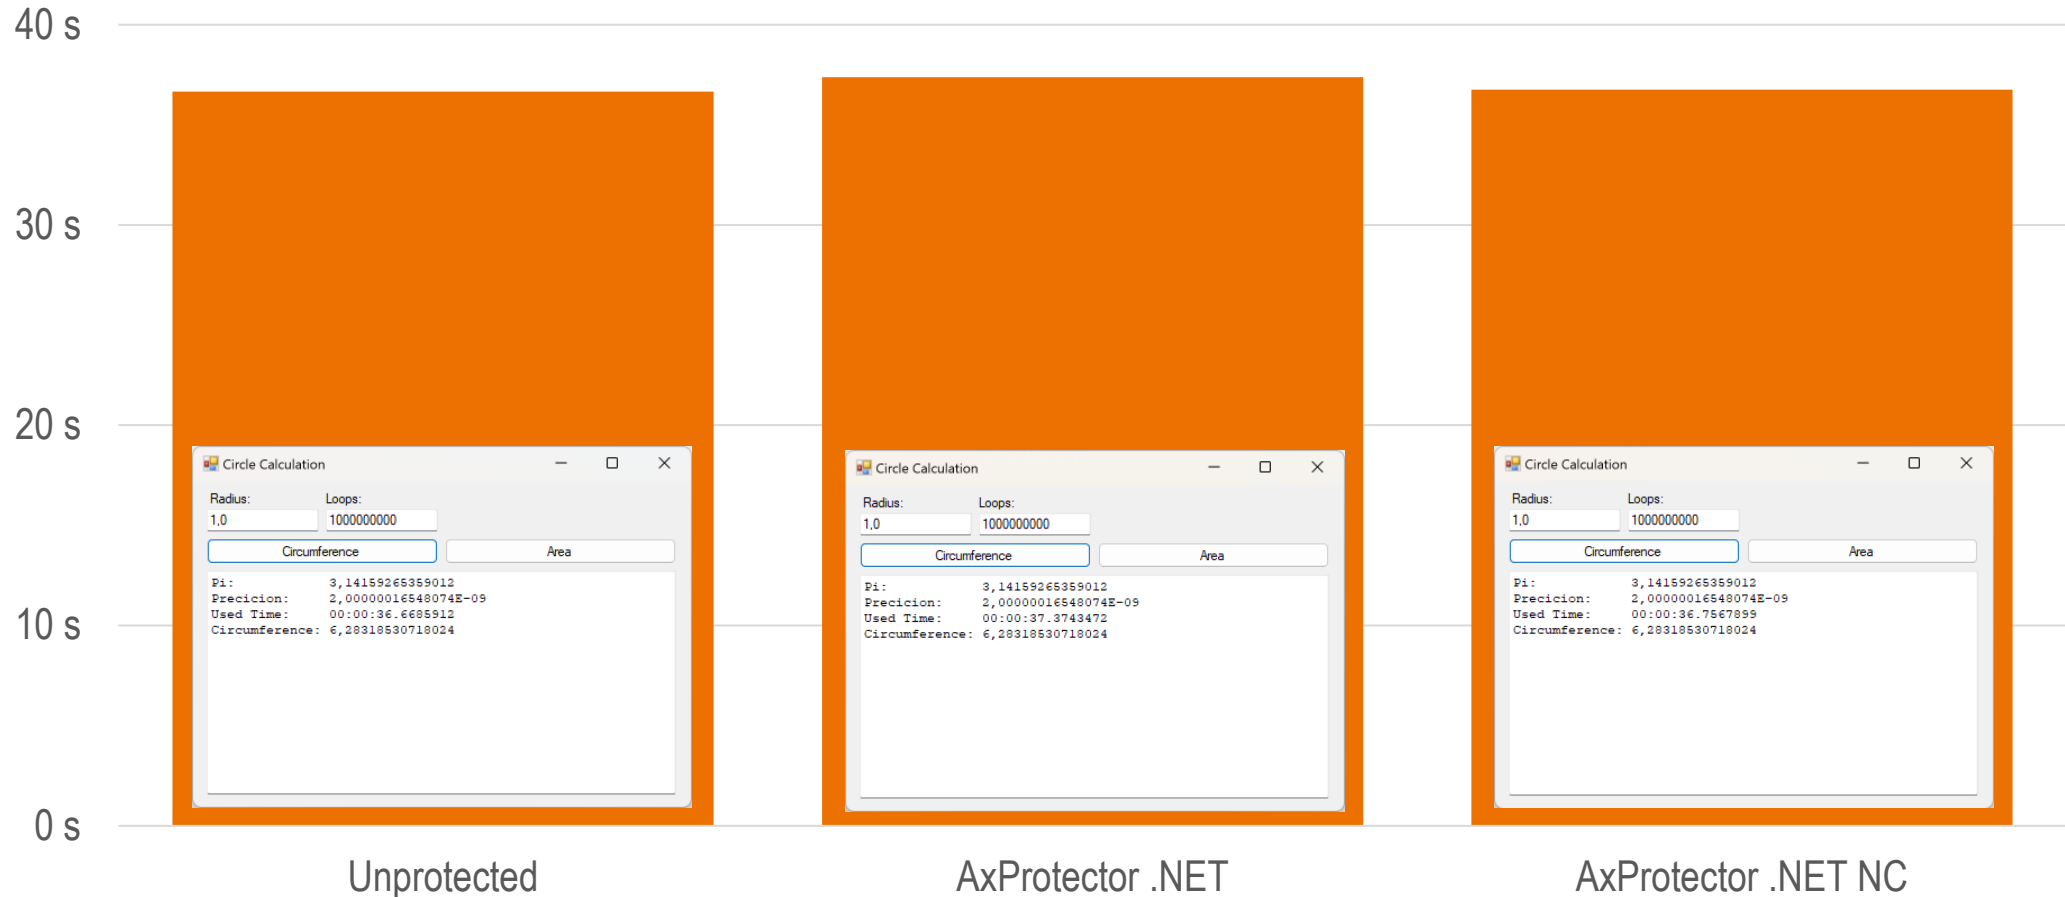 40 s
30 s
20 s
10 s
0 s
Circle Calculation
Radius: Loops:
1,0 1000000000
Circumference Area
Pi: 3,14159265359012
Precicion: 2,00000016548074E-09
Used Time: 00:00:36.6685912
Circumference: 6,28318530718024
Circle Calculation
Radius: Loops:
1,0 1000000000
Circumference Area
Pi: 3,14159265359012
Precicion: 2,00000016548074E-09
Used Time: 00:00:37.3743472
Circumference: 6,28318530718024
Circle Calculation
Radius: Loops:
1,0 1000000000
Circumference Area
Pi: 3,14159265359012
Precicion: 2,00000016548074E-09
Used Time: 00:00:36.7567899
Circumference: 6,28318530718024
Unprotected
AxProtector .NET
AxProtector .NET NC